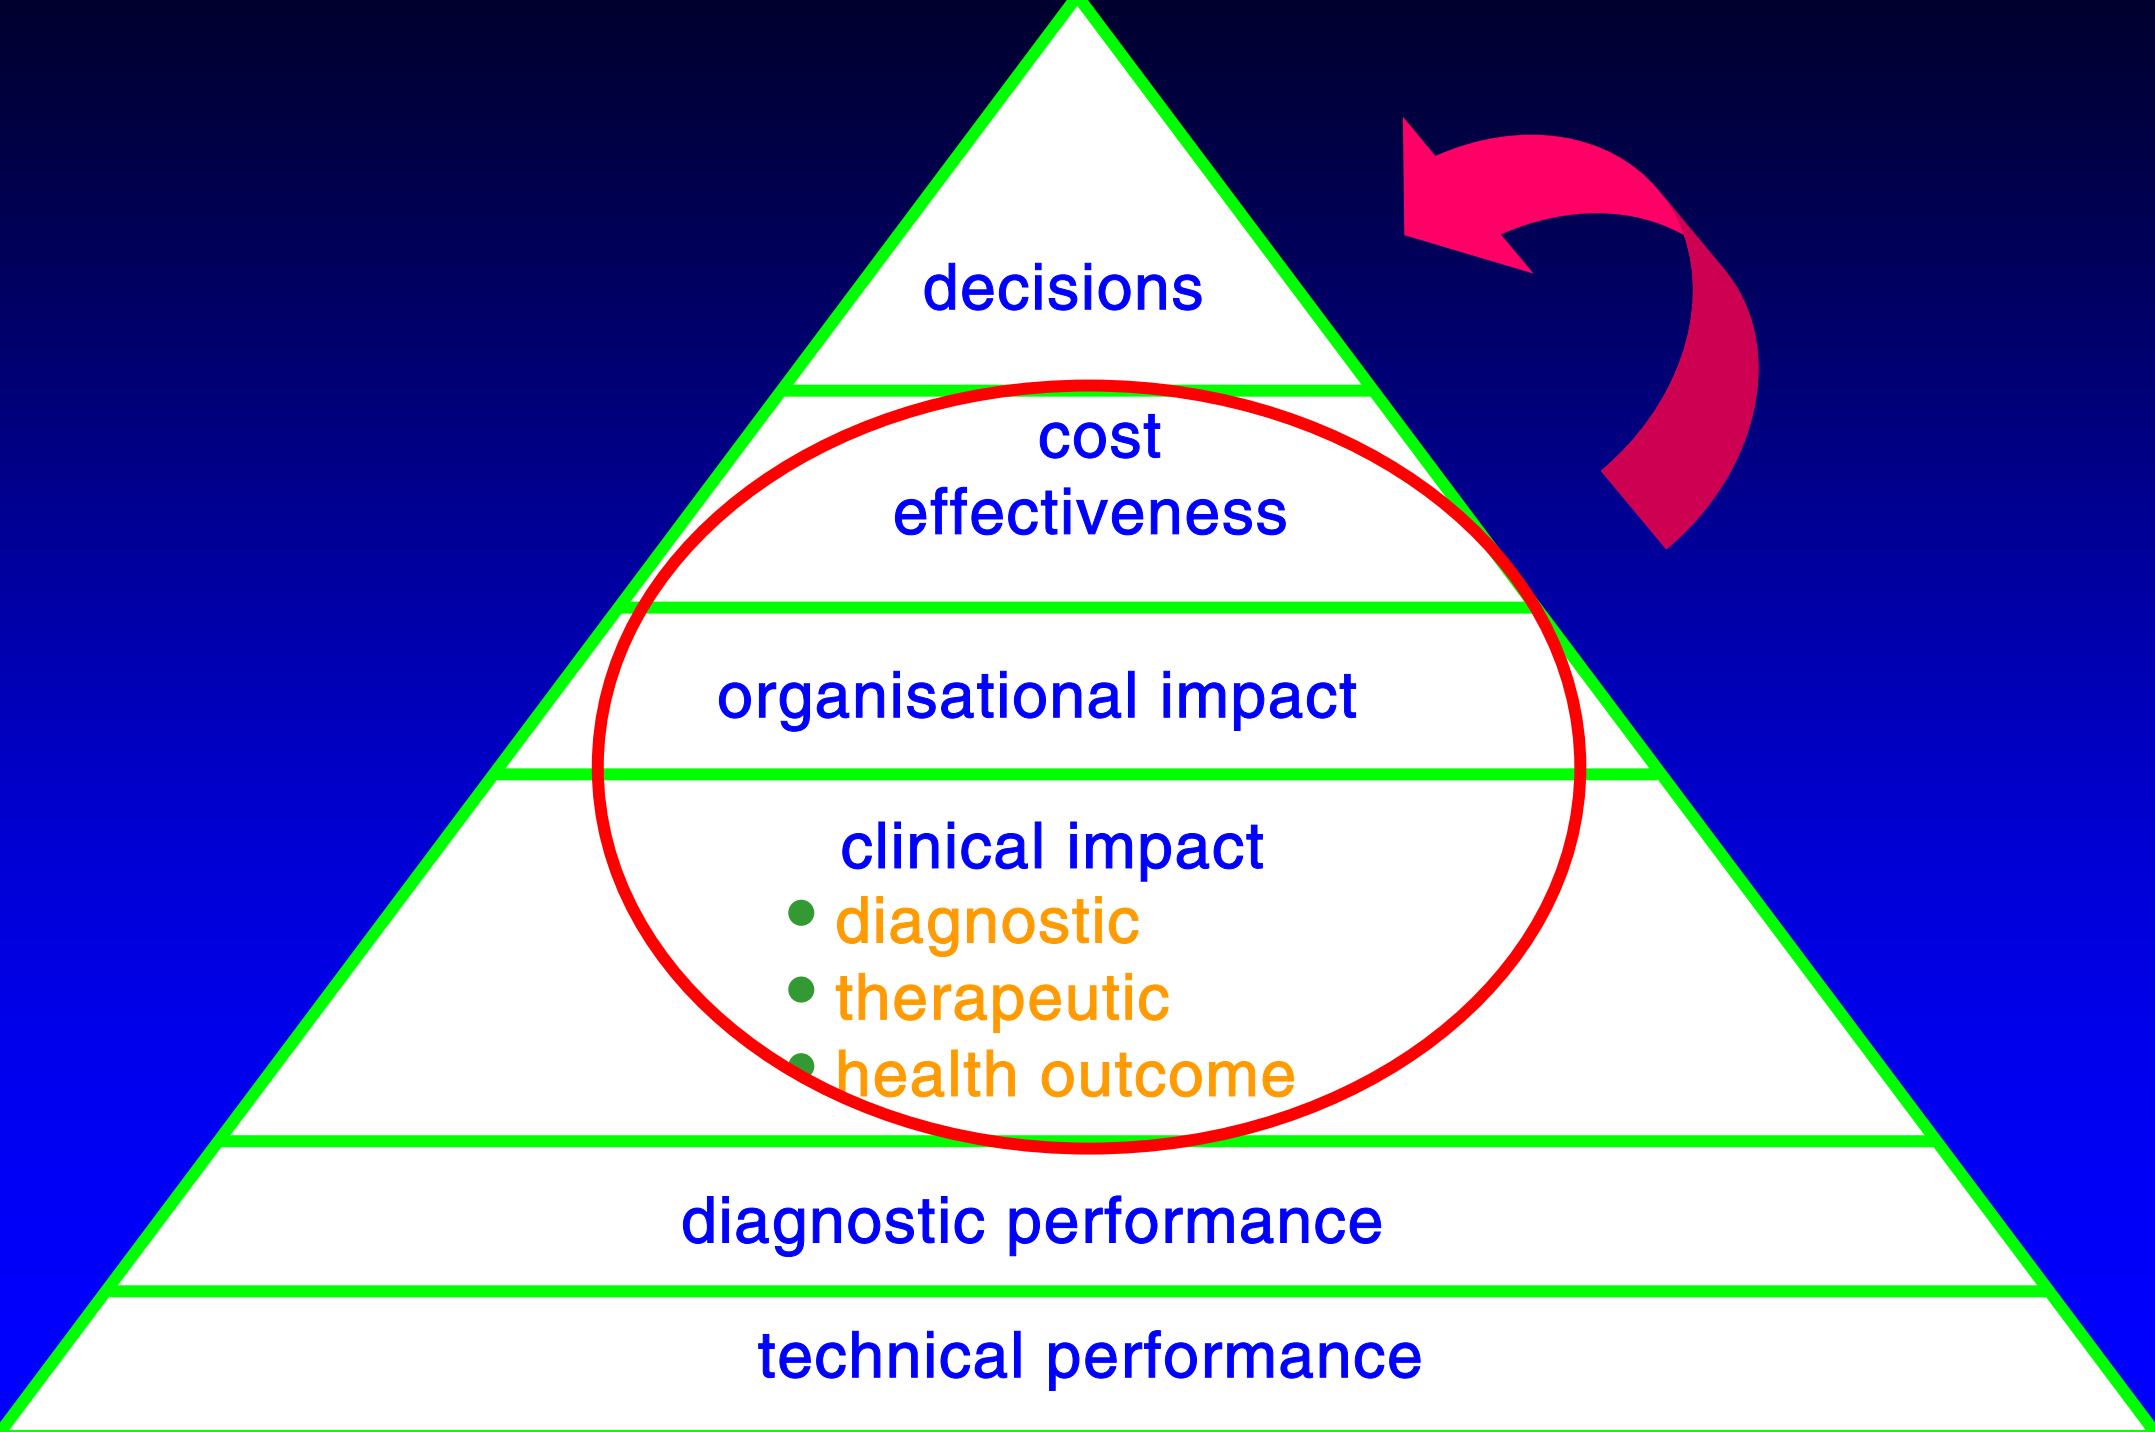 decisions
cost
effectiveness
organisational impact
clinical impact
• diagnostic
• therapeutic
• health outcome
diagnostic performance
technical performance